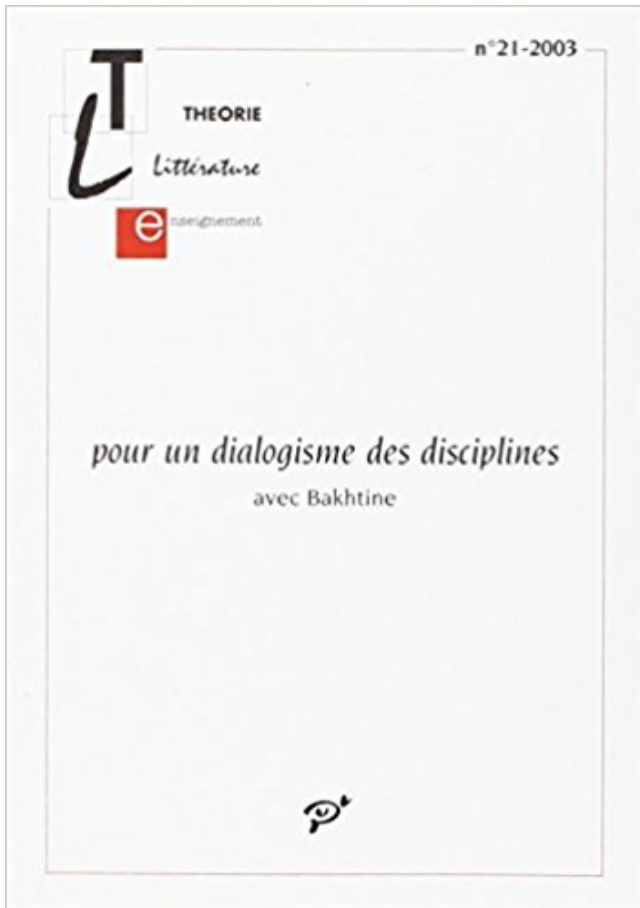 n°21-2003
T THEORIE
L Littérature
enseignement
pour un dialogisme des disciplines
avec Bakhtine